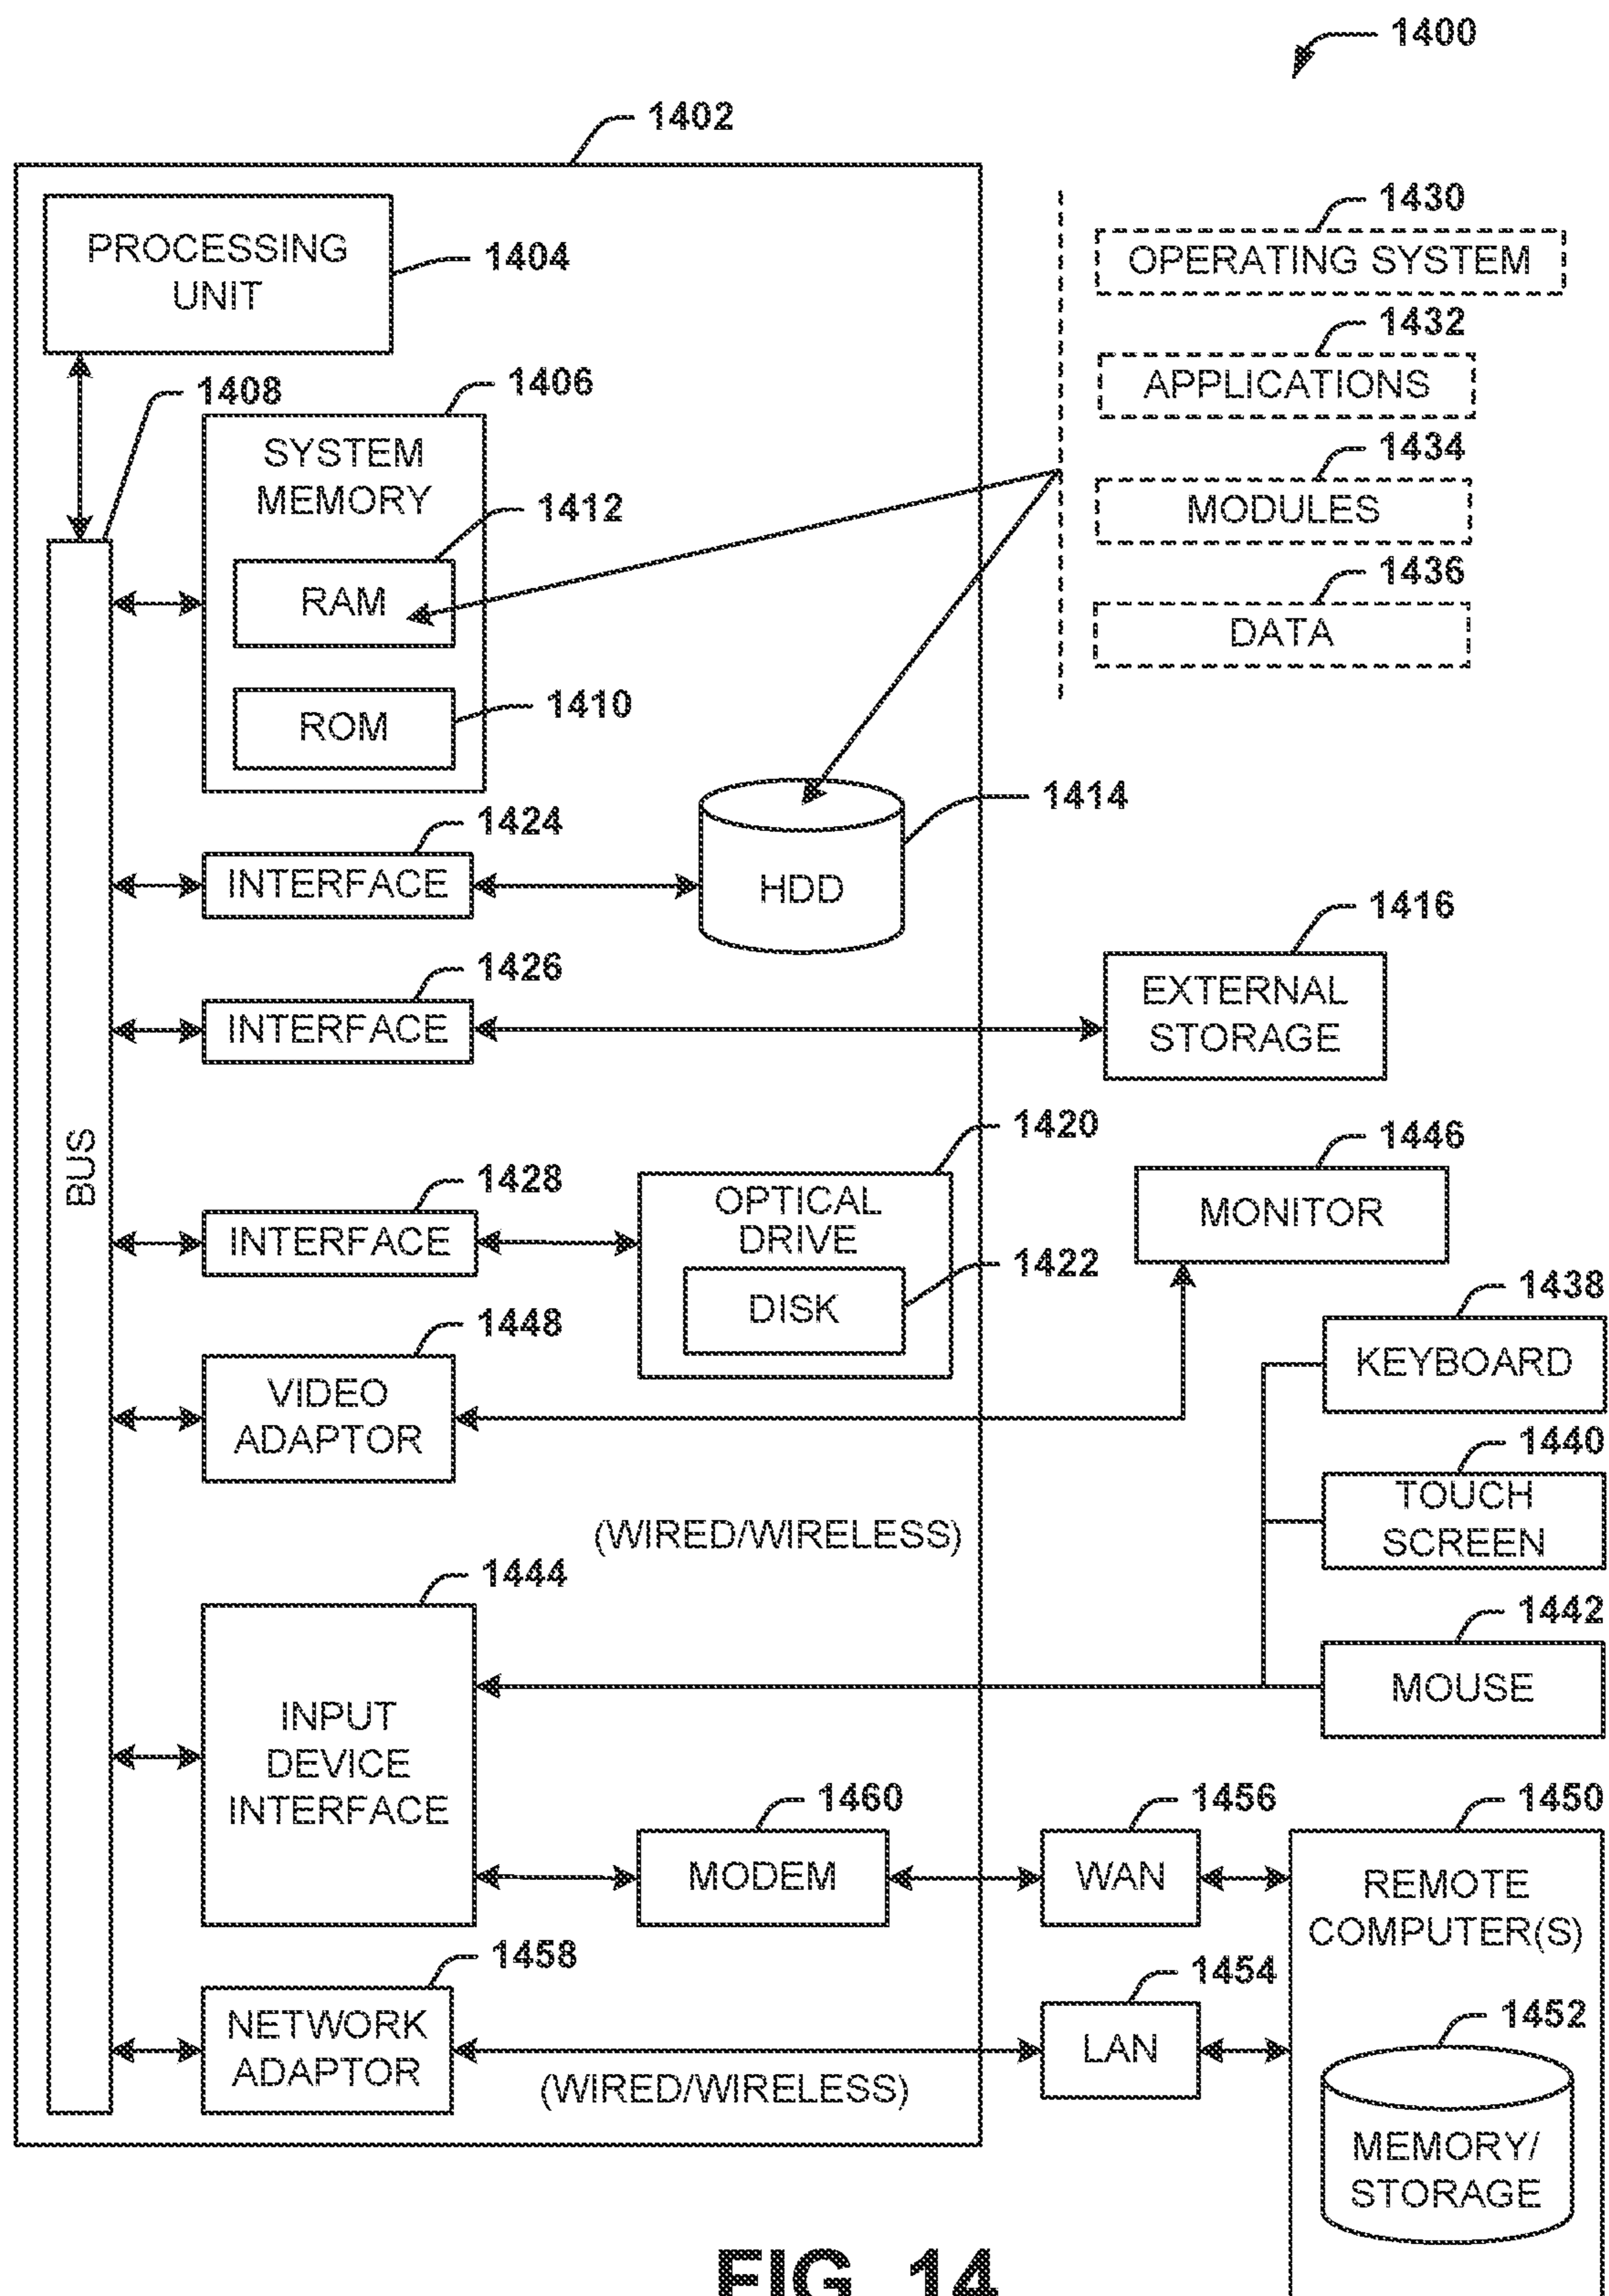 1400
1402
PROCESSING
UNIT
1404
1430
OPERATING SYSTEM
1432
APPLICATIONS
1434
MODULES
1436
DATA
1408
1406
SYSTEM
MEMORY
1412
RAM
1410
ROM
1424
INTERFACE
1414
HDD
1426
INTERFACE
1416
EXTERNAL
STORAGE
BUS
1428
INTERFACE
1420
OPTICAL
DRIVE
1422
DISK
1446
MONITOR
1448
VIDEO
ADAPTOR
1438
KEYBOARD
1440
TOUCH
SCREEN
(WIRED/WIRELESS)
1442
MOUSE
1444
INPUT
DEVICE
INTERFACE
1460
MODEM
1456
WAN
1450
REMOTE
COMPUTER(S)
1458
NETWORK
ADAPTOR
(WIRED/WIRELESS)
1454
LAN
1452
MEMORY/
STORAGE
FIG. 14